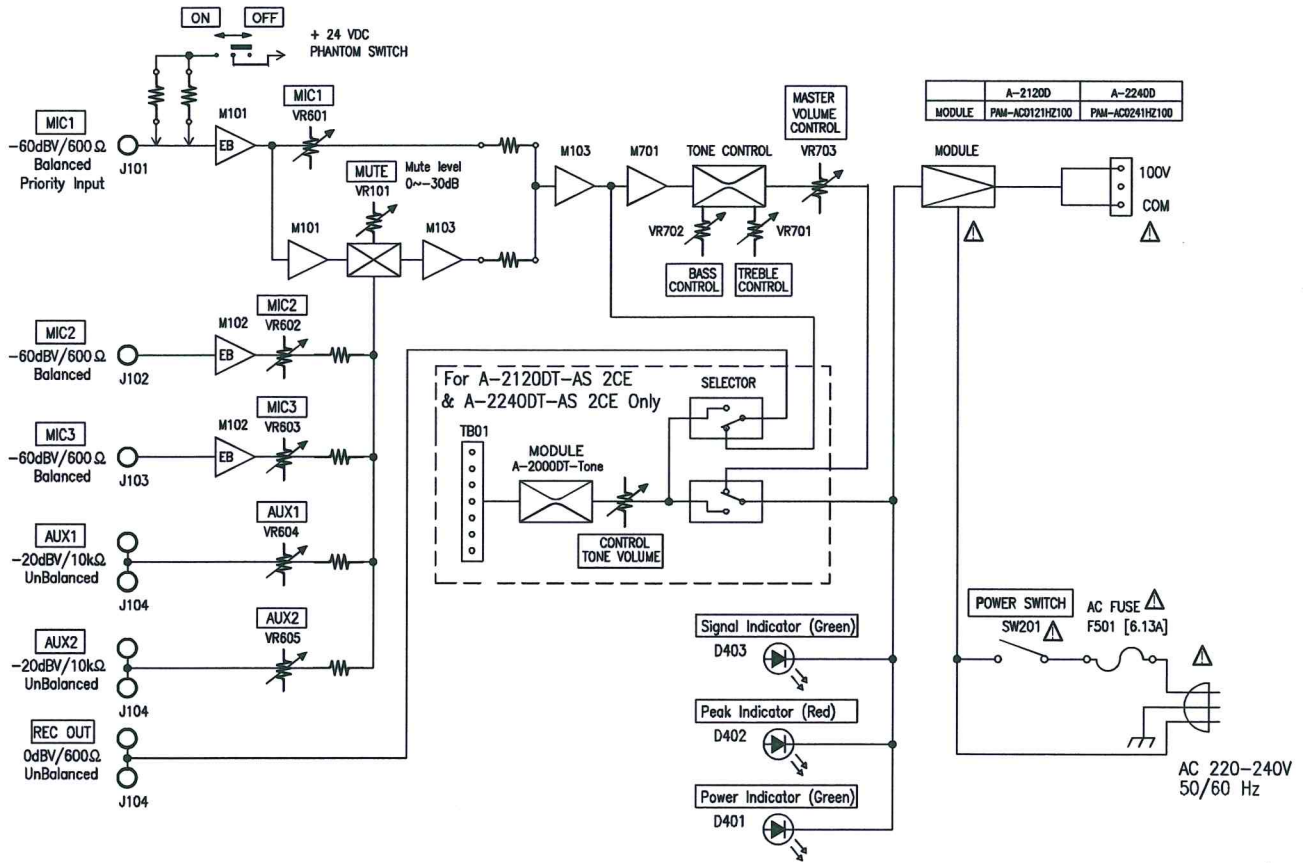 ON OFF
+ 24 VDC
PHANTOM SWITCH
MIC1
-60dBV/600Ω
Balanced
Priority Input
J101
M101
EB
MIC1
VR601
MUTE
VR101
Mute level
0~-30dB
M101
M103
M103
M701
TONE CONTROL
VR702
VR701
BASS
CONTROL
TREBLE
CONTROL
MASTER
VOLUME
CONTROL
VR703
A-2120D A-2240D
MODULE PAM-AC0121HZ100 PAM-AC0241HZ100
MODULE
100V
COM
MIC2
-60dBV/600Ω
Balanced
J102
M102
EB
MIC2
VR602
MIC3
-60dBV/600Ω
Balanced
J103
M102
EB
MIC3
VR603
AUX1
-20dBV/10kΩ
UnBalanced
J104
AUX1
VR604
AUX2
-20dBV/10kΩ
UnBalanced
J104
AUX2
VR605
REC OUT
0dBV/600Ω
UnBalanced
J104
For A-2120DT-AS 2CE
& A-2240DT-AS 2CE Only
SELECTOR
TB01
MODULE
A-2000DT-Tone
CONTROL
TONE VOLUME
Signal Indicator (Green)
D403
Peak Indicator (Red)
D402
Power Indicator (Green)
D401
POWER SWITCH
SW201
AC FUSE
F501 [6.13A]
AC 220-240V
50/60 Hz